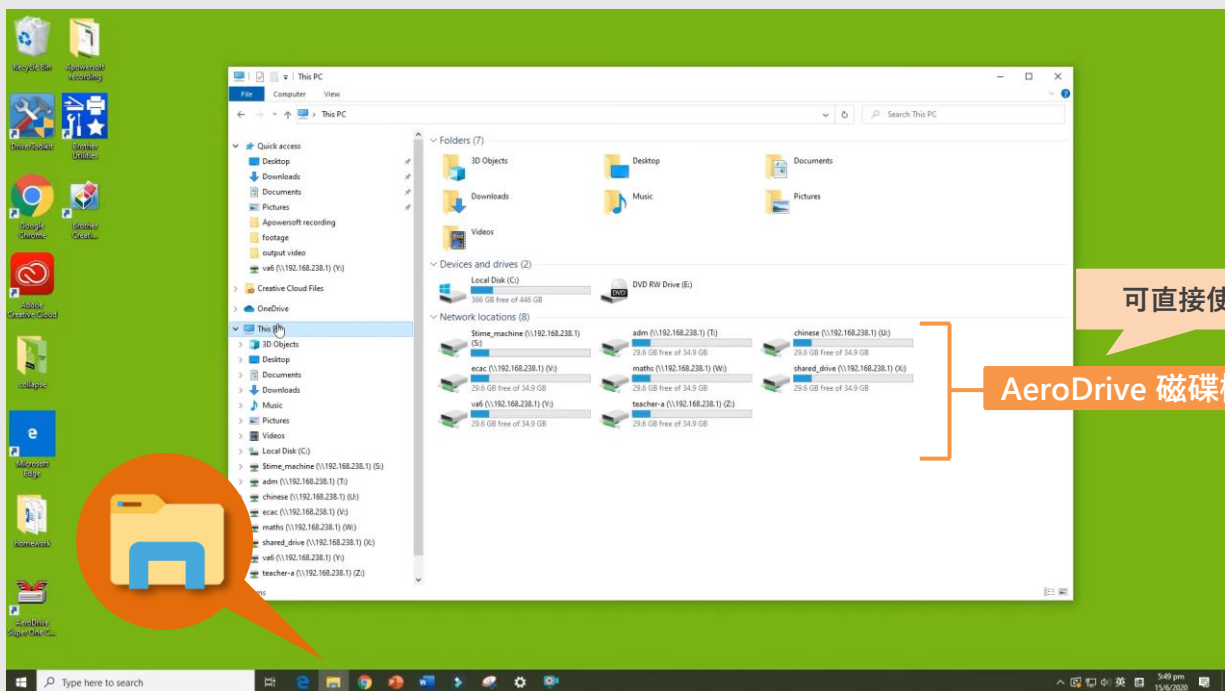 Recycle Bin
Apowersoft
recording
DriverToolkit
Brother
Utilities
Google
Chrome
Brother
Creati...
Adobe
Creative Cloud
collapse
Microsoft
Edge
homework
AeroDrive
Super One C...
This PC
File
Computer
View
This PC
Search This PC
Quick access
Desktop
Downloads
Documents
Pictures
Apowersoft recording
footage
output video
va6 (\\192.168.238.1) (Y:)
Creative Cloud Files
OneDrive
This
3D Objects
Desktop
Documents
Downloads
Music
Pictures
Videos
Local Disk (C:)
Stime_machine (\\192.168.238.1) (S:)
adm (\\192.168.238.1) (T:)
chinese (\\192.168.238.1) (U:)
ecac (\\192.168.238.1) (V:)
maths (\\192.168.238.1) (W:)
shared_drive (\\192.168.238.1) (X:)
va6 (\\192.168.238.1) (Y:)
teacher-a (\\192.168.238.1) (Z:)
Folders (7)
3D Objects
Desktop
Documents
Downloads
Music
Pictures
Videos
Devices and drives (2)
Local Disk (C:)
366 GB free of 446 GB
DVD RW Drive (E:)
DVD
Network locations (8)
Stime_machine (\\192.168.238.1)
(S:)
adm (\\192.168.238.1) (T:)
29.6 GB free of 34.9 GB
chinese (\\192.168.238.1) (U:)
29.6 GB free of 34.9 GB
ecac (\\192.168.238.1) (V:)
29.6 GB free of 34.9 GB
maths (\\192.168.238.1) (W:)
29.6 GB free of 34.9 GB
shared_drive (\\192.168.238.1) (X:)
29.6 GB free of 34.9 GB
va6 (\\192.168.238.1) (Y:)
29.6 GB free of 34.9 GB
teacher-a (\\192.168.238.1) (Z:)
29.6 GB free of 34.9 GB
可直接使
AeroDrive 磁碟
Type here to search
英
5:49 pm
15/6/2020